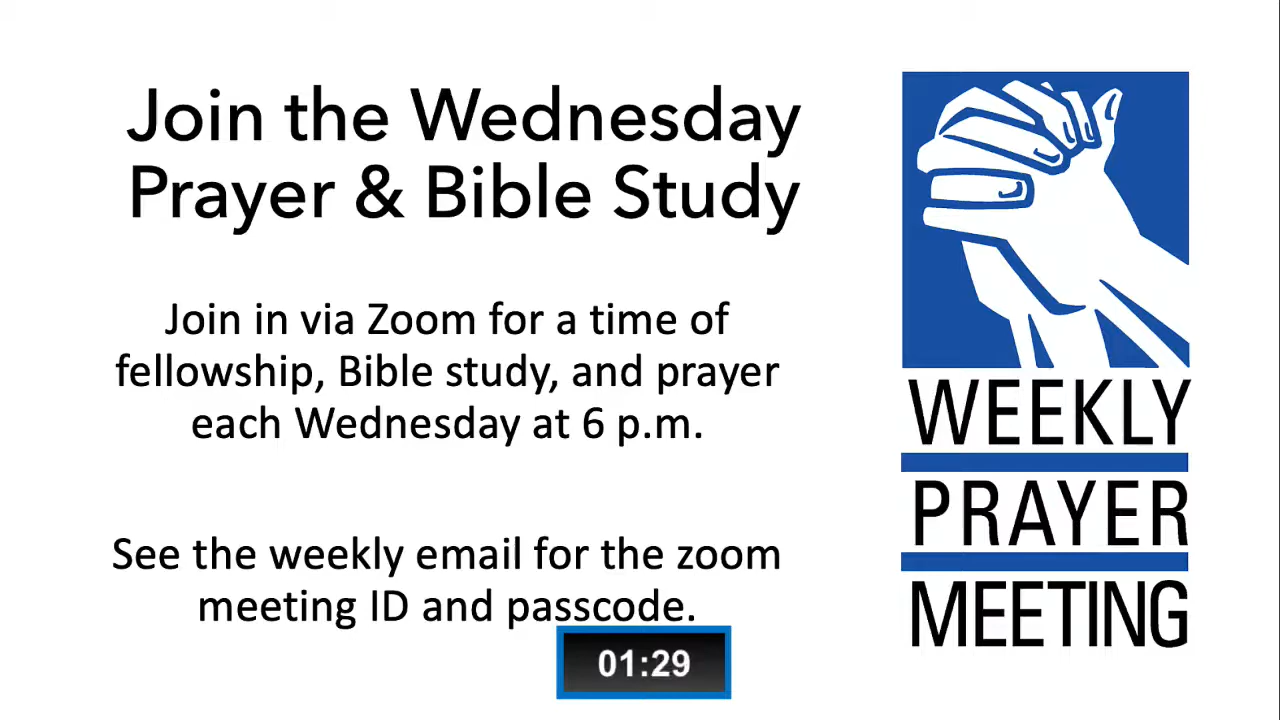 Join the Wednesday
Prayer & Bible Study
Join in via Zoom for a time of
fellowship, Bible study, and prayer
each Wednesday at 6 p.m.
See the weekly email for the zoom
meeting ID and passcode.
01:29
WEEKLY
PRAYER
MEETING